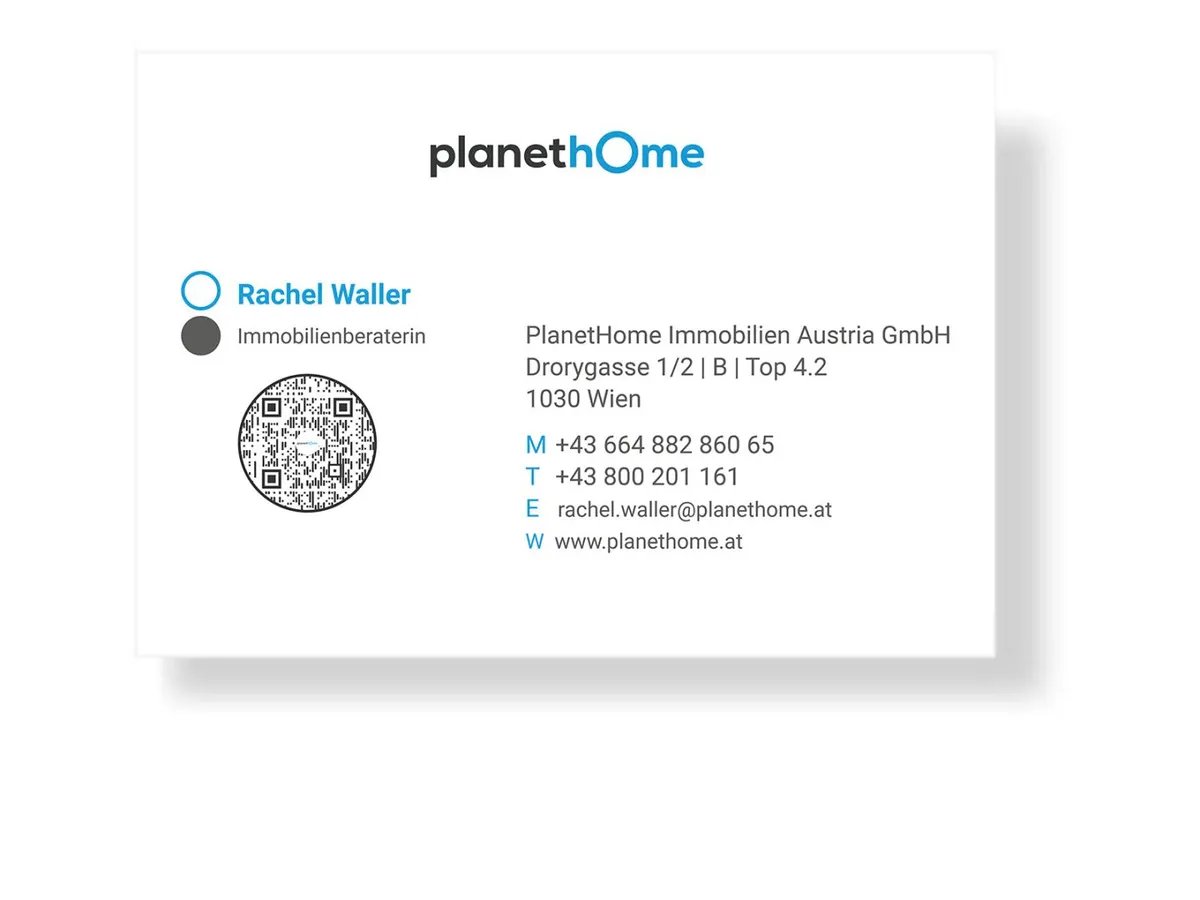 planethOme
Rachel Waller
Immobilienberaterin
PlanetHome Immobilien Austria GmbH
Drorygasse 1/2 | B | Top 4.2
1030 Wien
M +43 664 882 860 65
T +43 800 201 161
E rachel.waller@planethome.at
W www.planethome.at